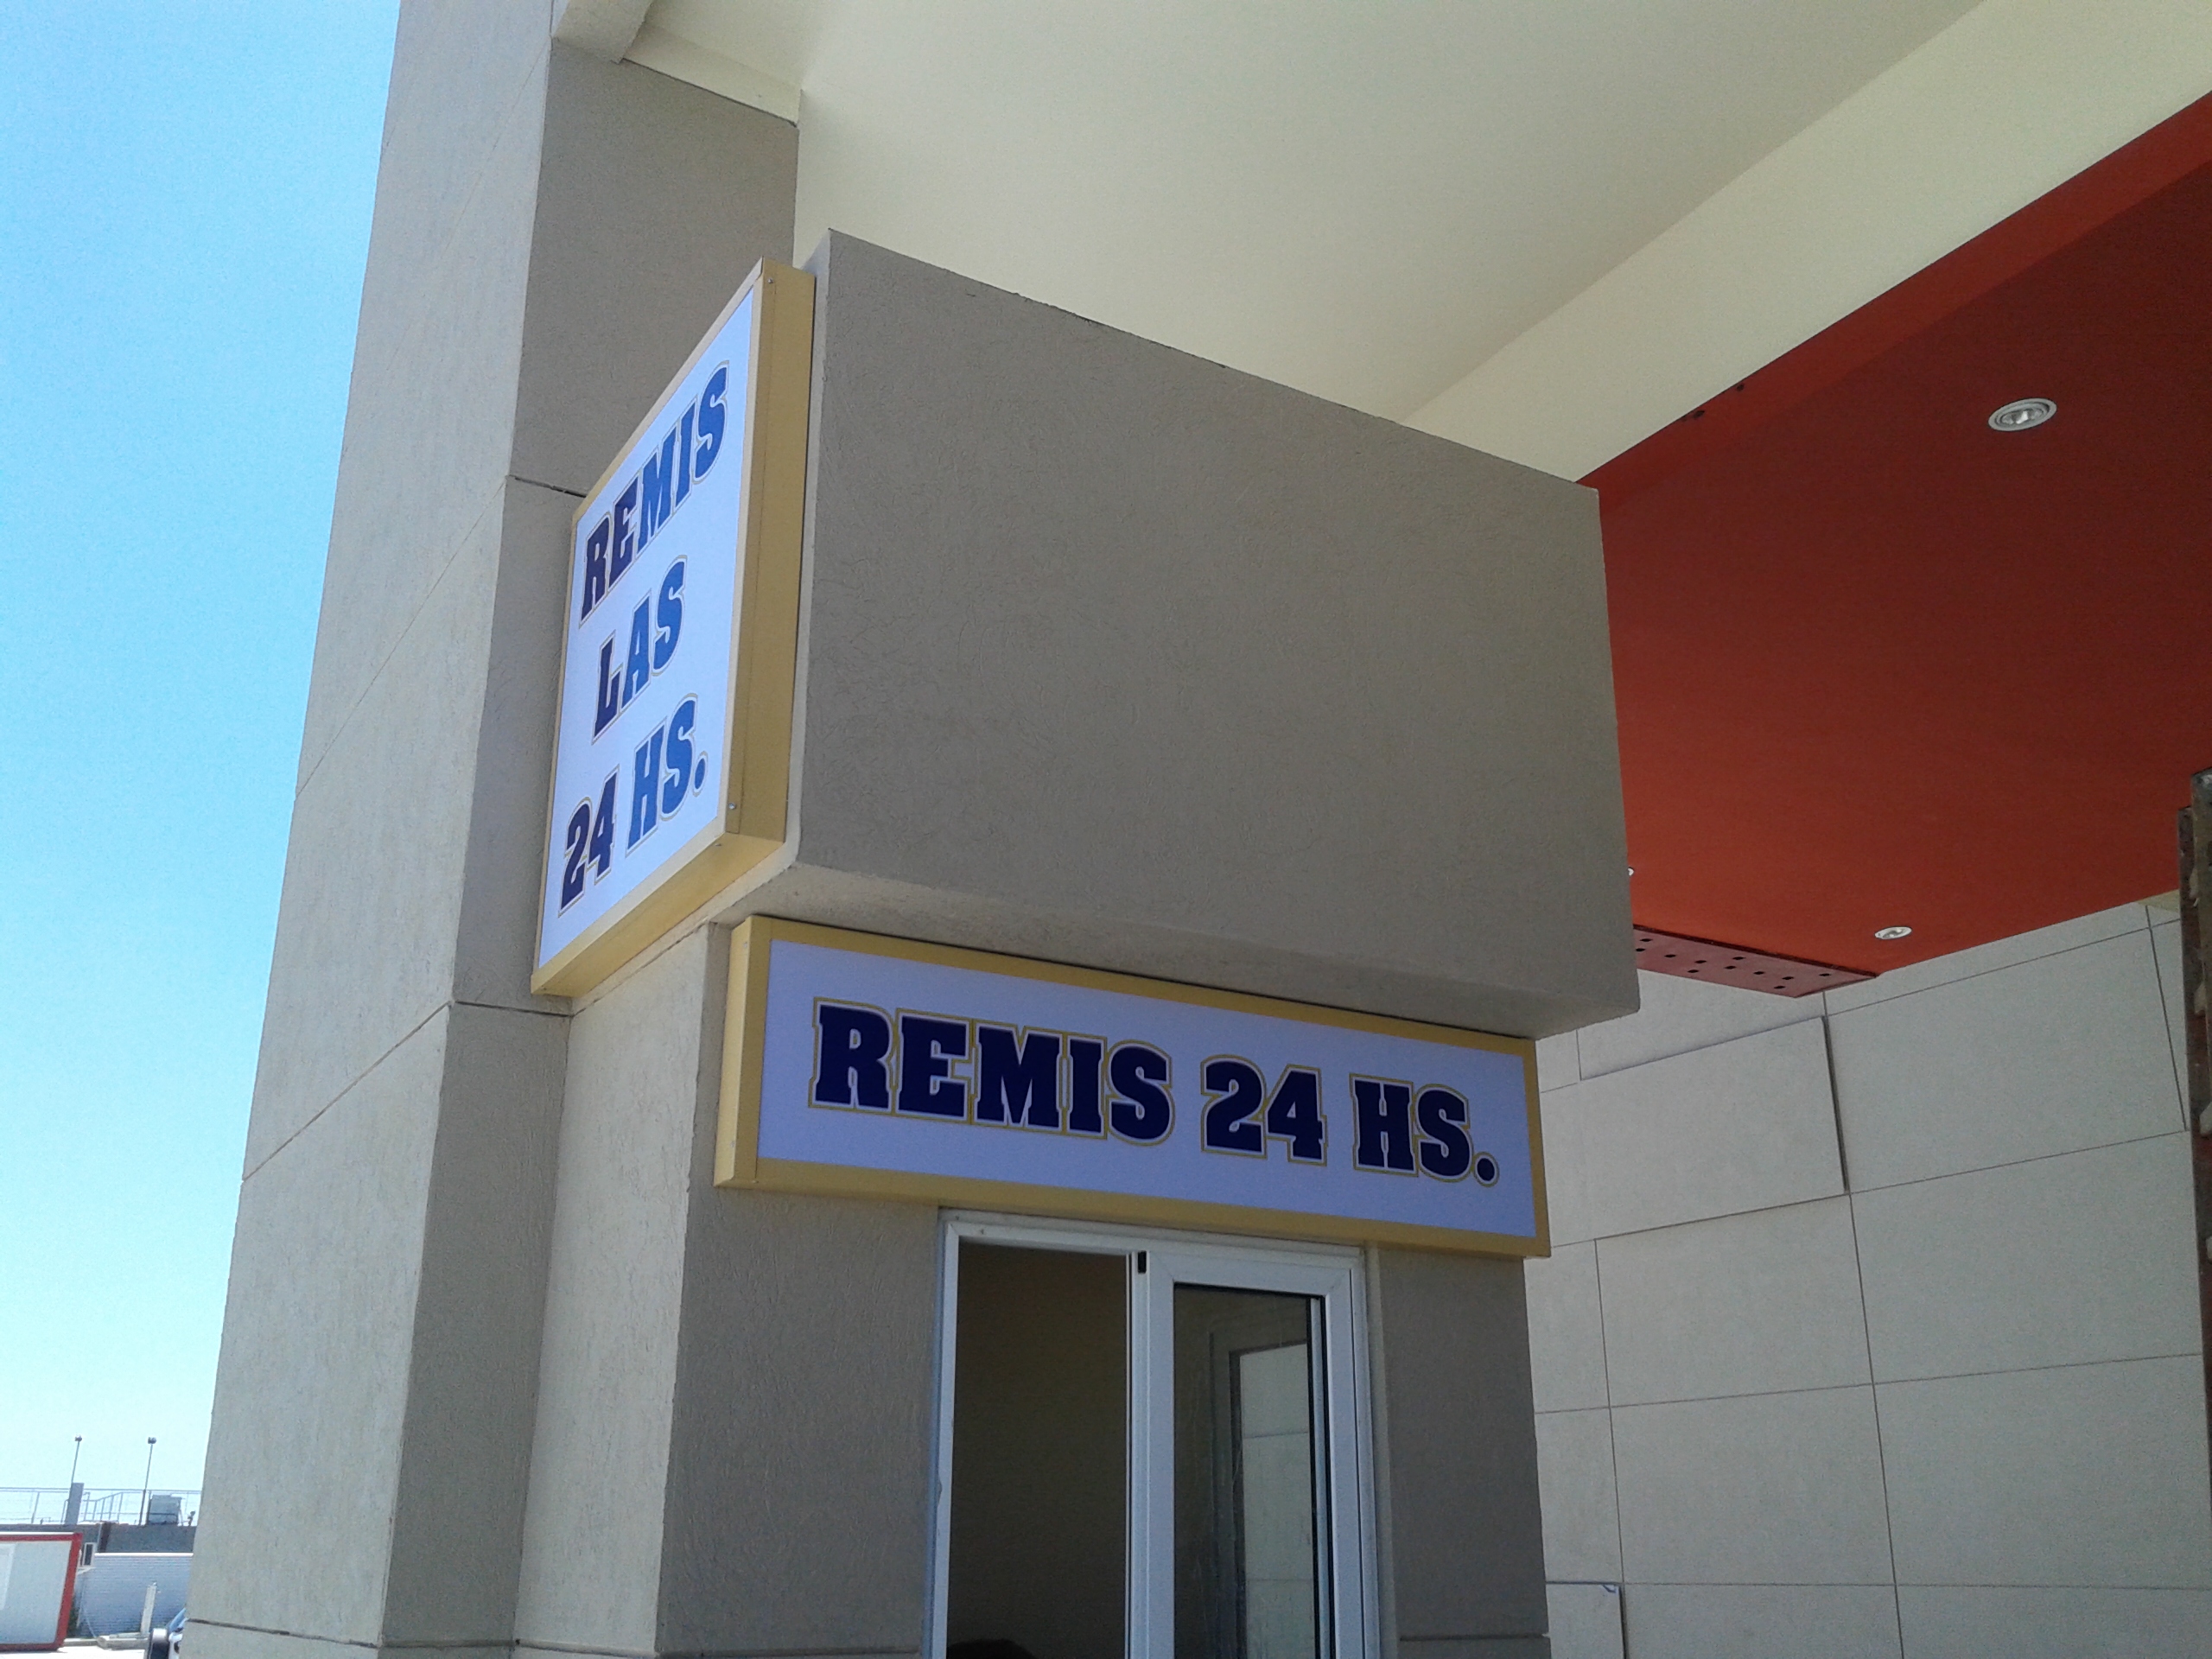 REMIS
LAS
24 HS.
REMIS 24 HS.